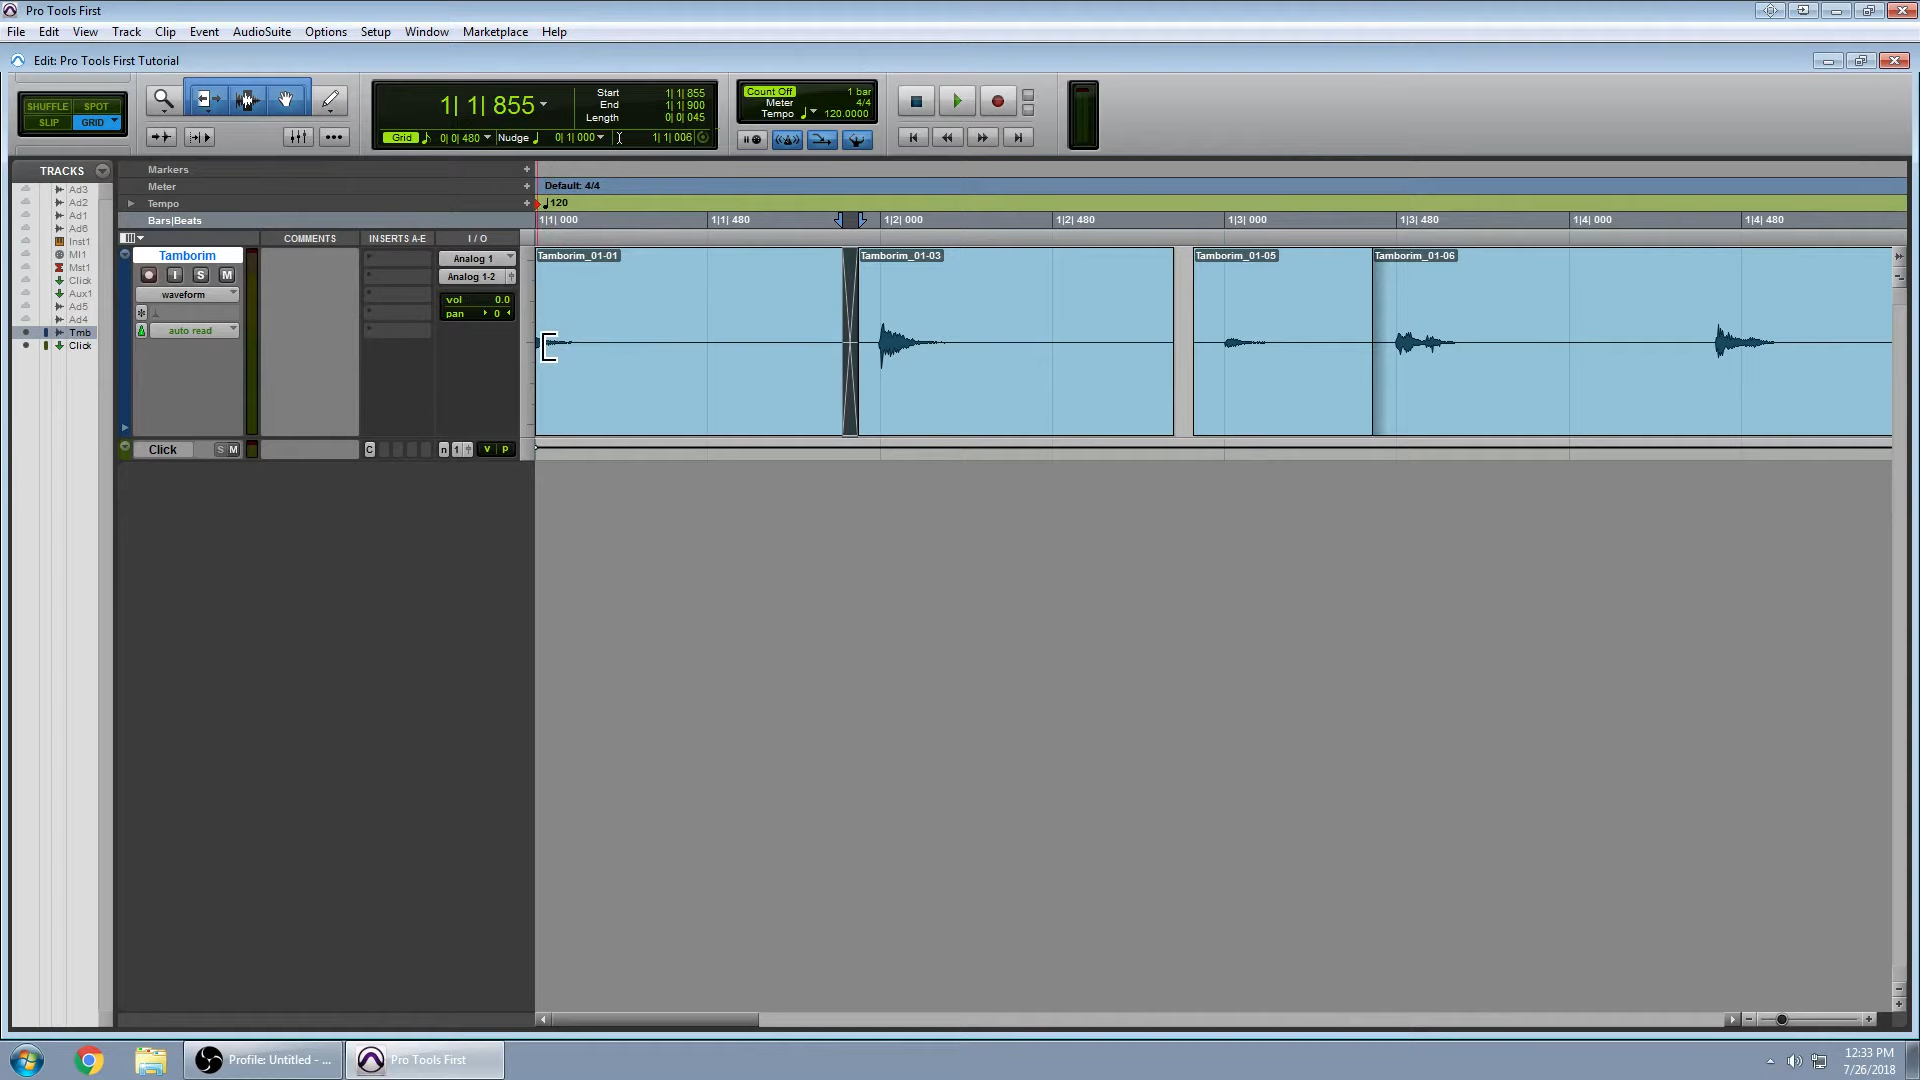 Pro Tools First
File Edit View Track Clip Event AudioSuite Options Setup Window Marketplace Help
Edit: Pro Tools First Tutorial
SHUFFLE SPOT
SLIP GRID
1| 1| 855
Start 1| 1| 855
End 1| 1| 900
Length 0| 0| 045
Grid 0| 0| 480 Nudge 0| 1| 000 1| 1| 006
Count Off 1 bar
Meter 4/4
Tempo 120.0000
TRACKS
Ad3
Ad2
Ad1
Ad6
Inst1
MI1
Mst1
Click
Aux1
Ad5
Ad4
Tmb
Click
Markers
Meter
Default: 4/4
Tempo
120
Bars|Beats
1|1| 000 1|1| 480 1|2| 000 1|2| 480 1|3| 000 1|3| 480 1|4| 000 1|4| 480
COMMENTS INSERTS A-E I / O
Tamborim
I S M
waveform
auto read
Analog 1
Analog 1-2
vol 0.0
pan 0
Tamborim_01-01 Tamborim_01-03 Tamborim_01-05 Tamborim_01-06
Click S M C n 1 V P
Profile: Untitled - ...
Pro Tools First
12:33 PM
7/26/2018